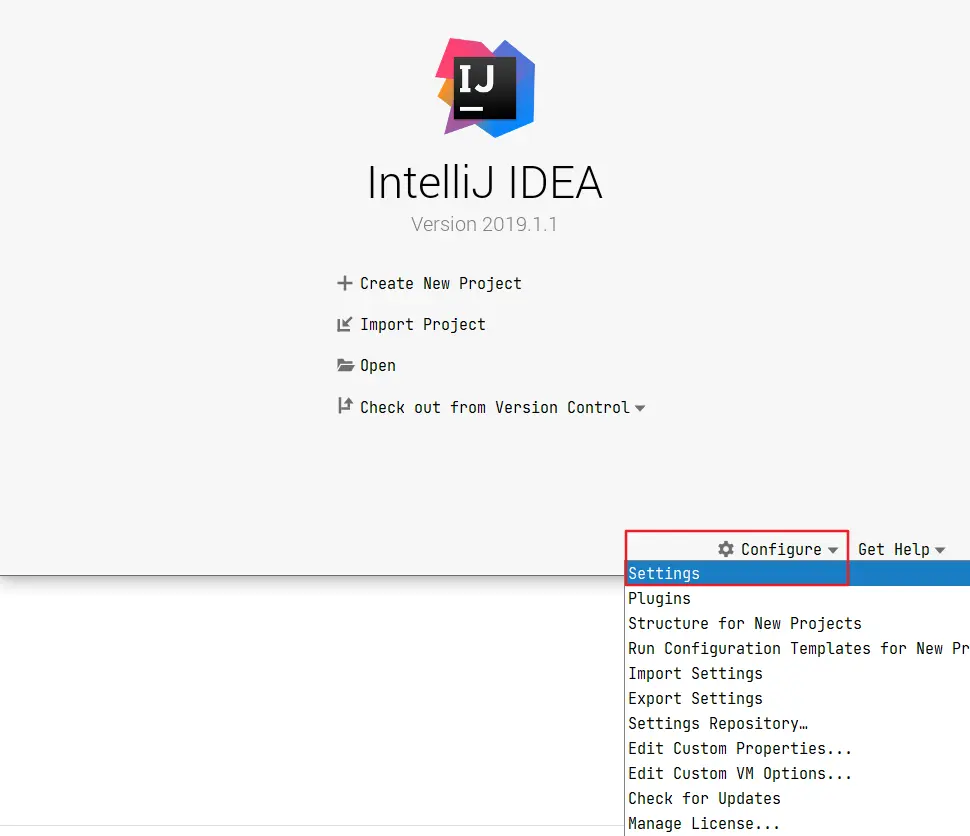 IJ
IntelliJ IDEA
Version 2019.1.1
Create New Project
Import Project
Open
Check out from Version Control
Configure Get Help
Settings
Plugins
Structure for New Projects
Run Configuration Templates for New Pr
Import Settings
Export Settings
Settings Repository…
Edit Custom Properties...
Edit Custom VM Options...
Check for Updates
Manage License...